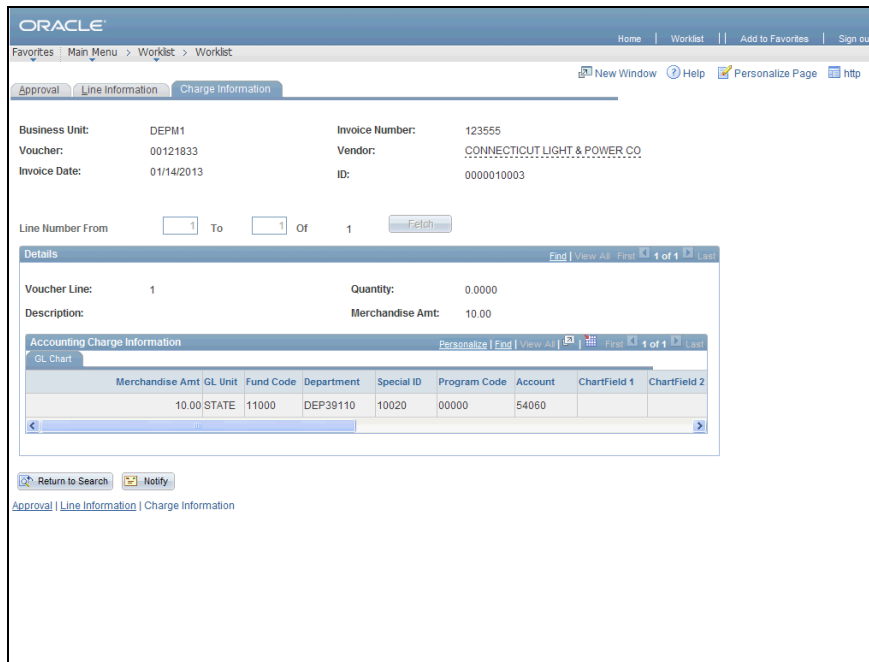 ORACLE
Home | Worklist | | Add to Favorites | Sign ou
Favorites Main Menu > Worklist > Worklist
New Window Help Personalize Page http
Approval Line Information Charge Information
Business Unit: DEPM1 Invoice Number: 123555
Voucher: 00121833 Vendor: CONNECTICUT LIGHT & POWER CO
Invoice Date: 01/14/2013 ID: 0000010003
Line Number From 1 To 1 Of 1 Fetch
Details Find | View All First 1 of 1 Last
Voucher Line: 1 Quantity: 0.0000
Description: Merchandise Amt: 10.00
Accounting Charge Information Personalize | Find | View All | | First 1 of 1 Last
GL Chart
Merchandise Amt GL Unit Fund Code Department Special ID Program Code Account ChartField 1 ChartField 2
10.00 STATE 11000 DEP39110 10020 00000 54060
Return to Search Notify
Approval | Line Information | Charge Information